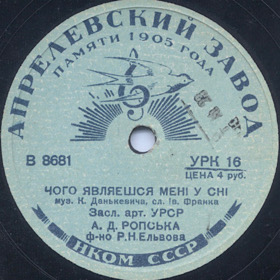 АПРЕЛЕВСКИЙ ЗАВОД
ПАМЯТИ 1905 ГОДА
В 8681
УРК 16
ЦЕНА 4 руб.
ЧОГО ЯВЛЯЕШСЯ МЕНІ У СНІ
муз. К. Данькевича, сл. Ів. Франка
Засл. арт. УРСР
А. Д. РОПСЬКА
ф-но Р. Н. Ельвова
НКОМ СССР